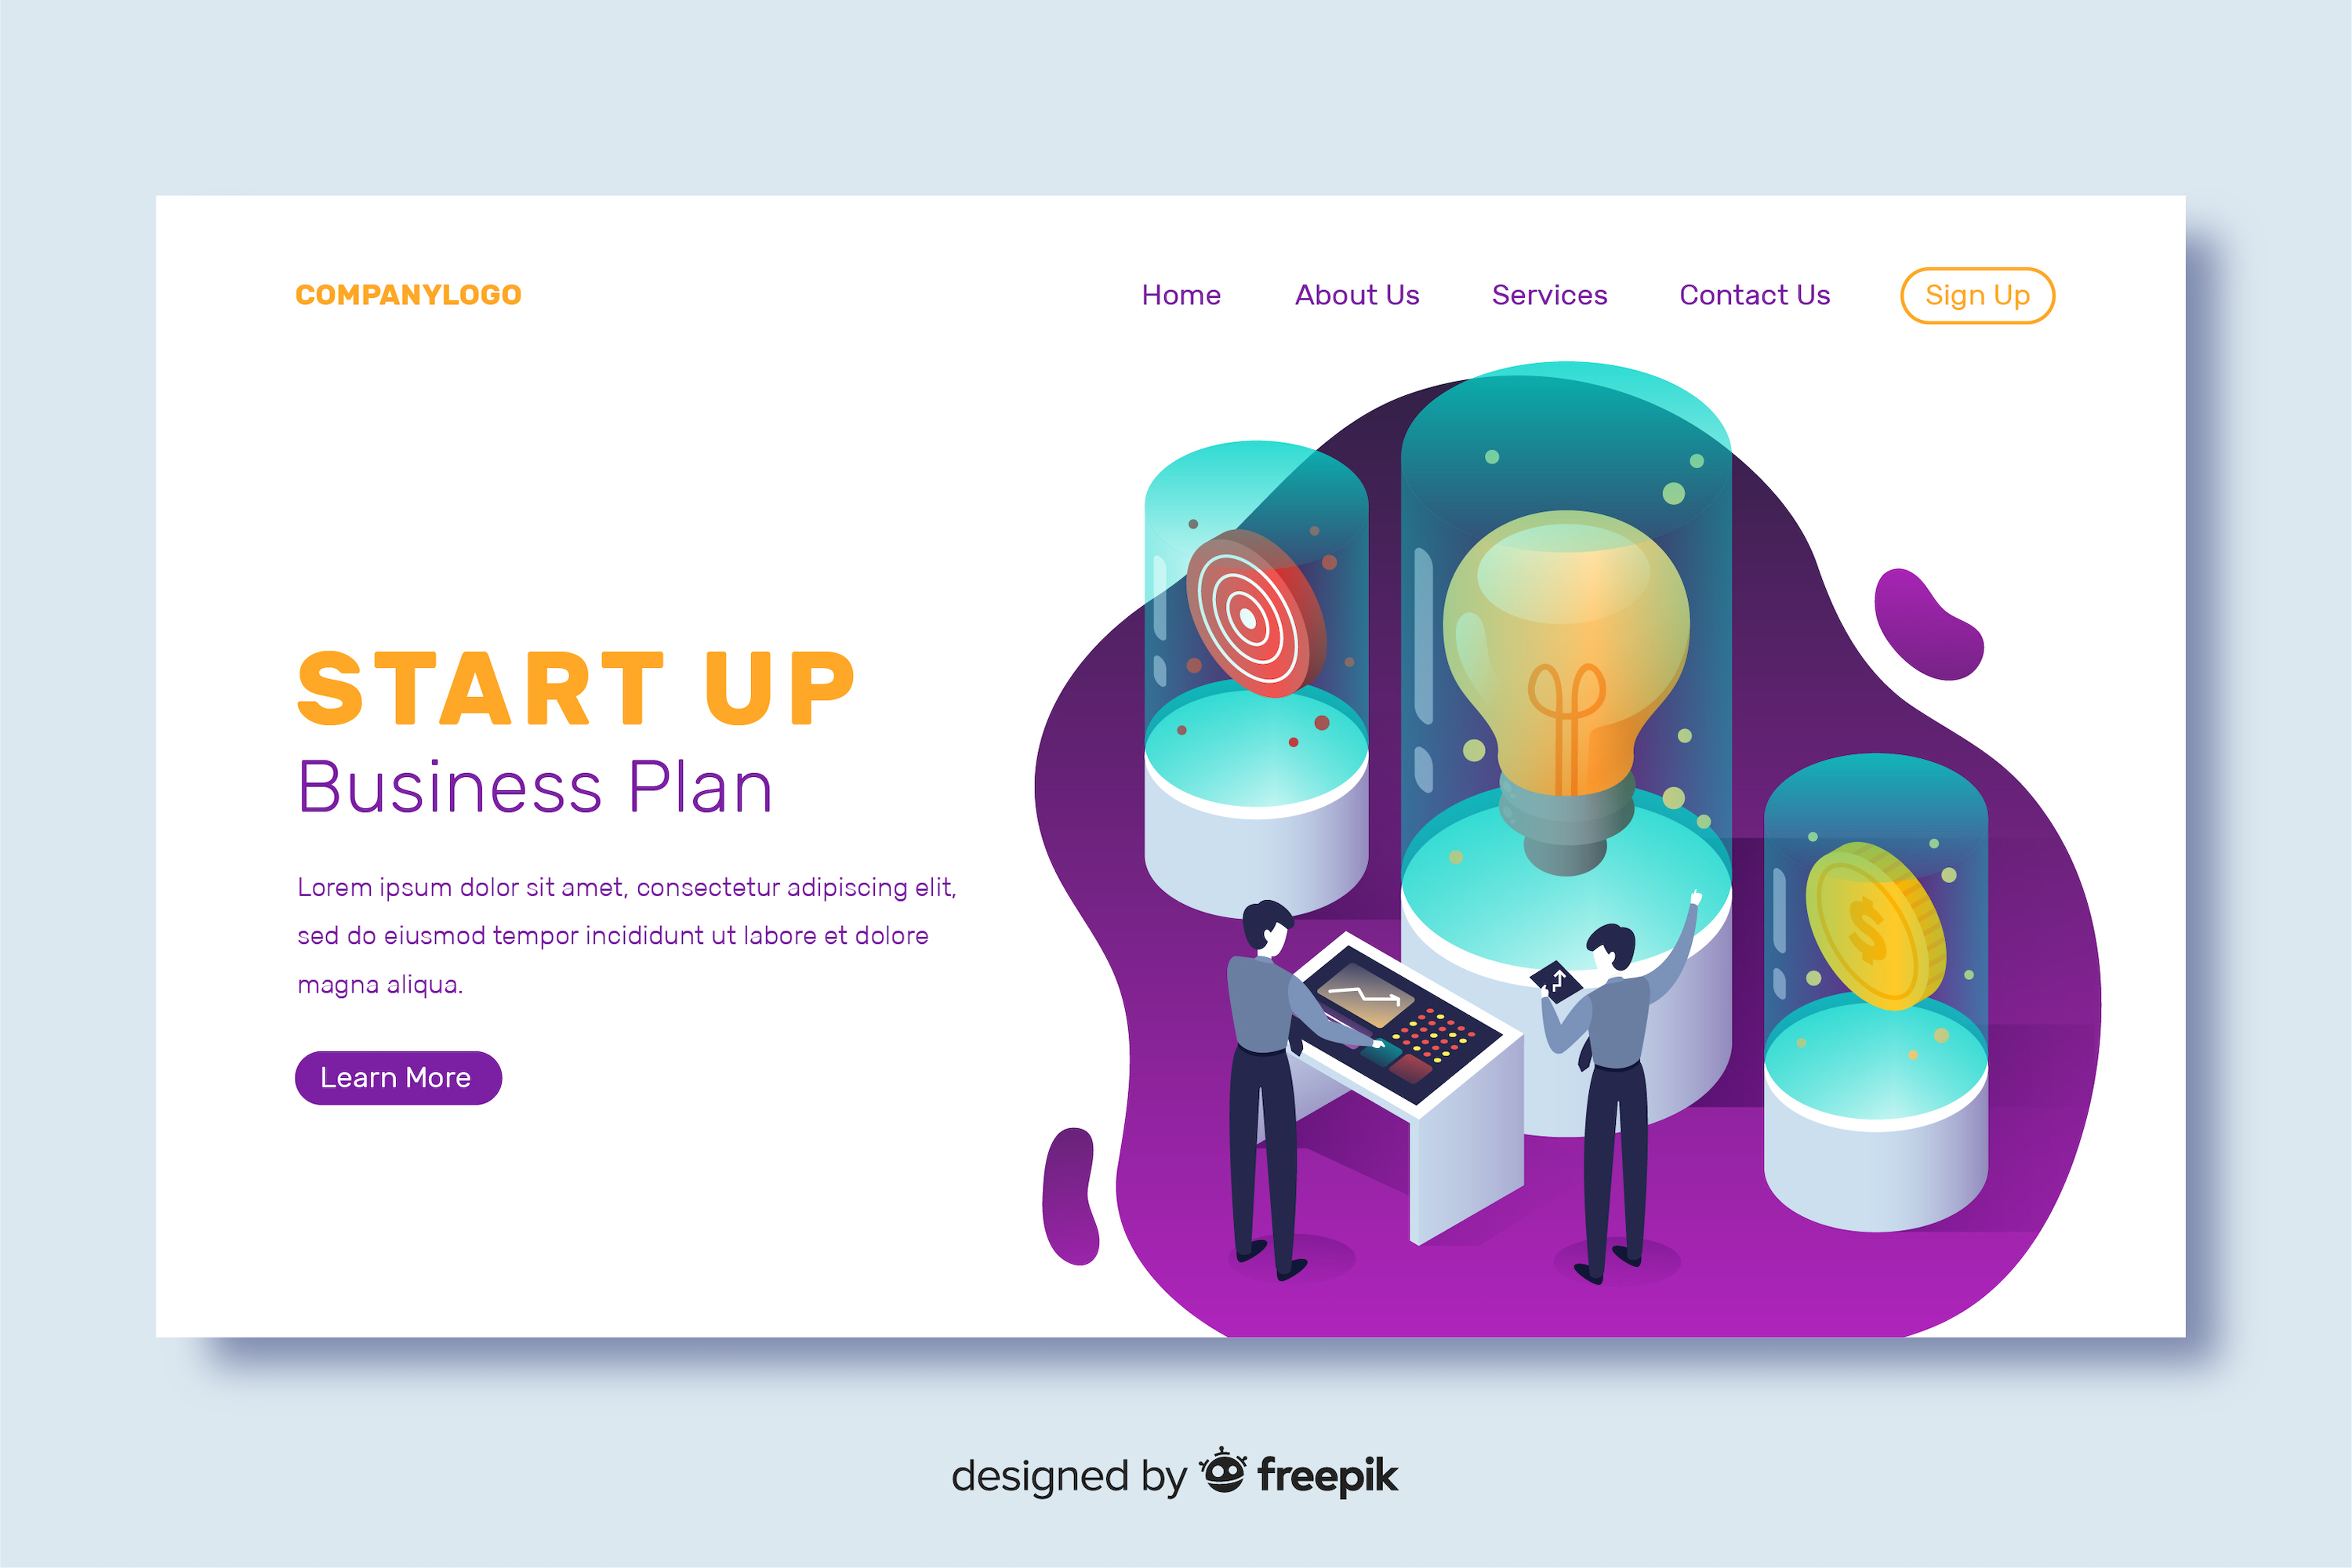 COMPANYLOGO
Home About Us Services Contact Us Sign Up
START UP
Business Plan
Lorem ipsum dolor sit amet, consectetur adipiscing elit,
sed do eiusmod tempor incididunt ut labore et dolore
magna aliqua.
Learn More
$
designed by freepik